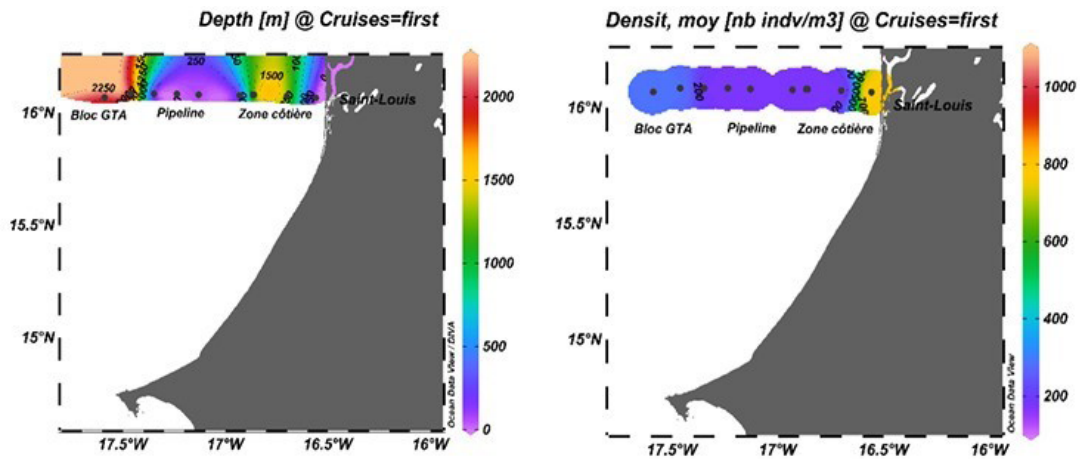 Depth [m] @ Cruises=first
250
1500
2250
Saint-Louis
Bloc GTA
Pipeline
Zone côtière
16°N
15.5°N
15°N
17.5°W
17°W
16.5°W
16°W
2000
1500
1000
500
0
Ocean Data View / DIVA
Densit, moy [nb indv/m3] @ Cruises=first
200
Saint-Louis
Bloc GTA
Pipeline
Zone côtière
16°N
15.5°N
15°N
17.5°W
17°W
16.5°W
16°W
1000
800
600
400
200
Ocean Data View